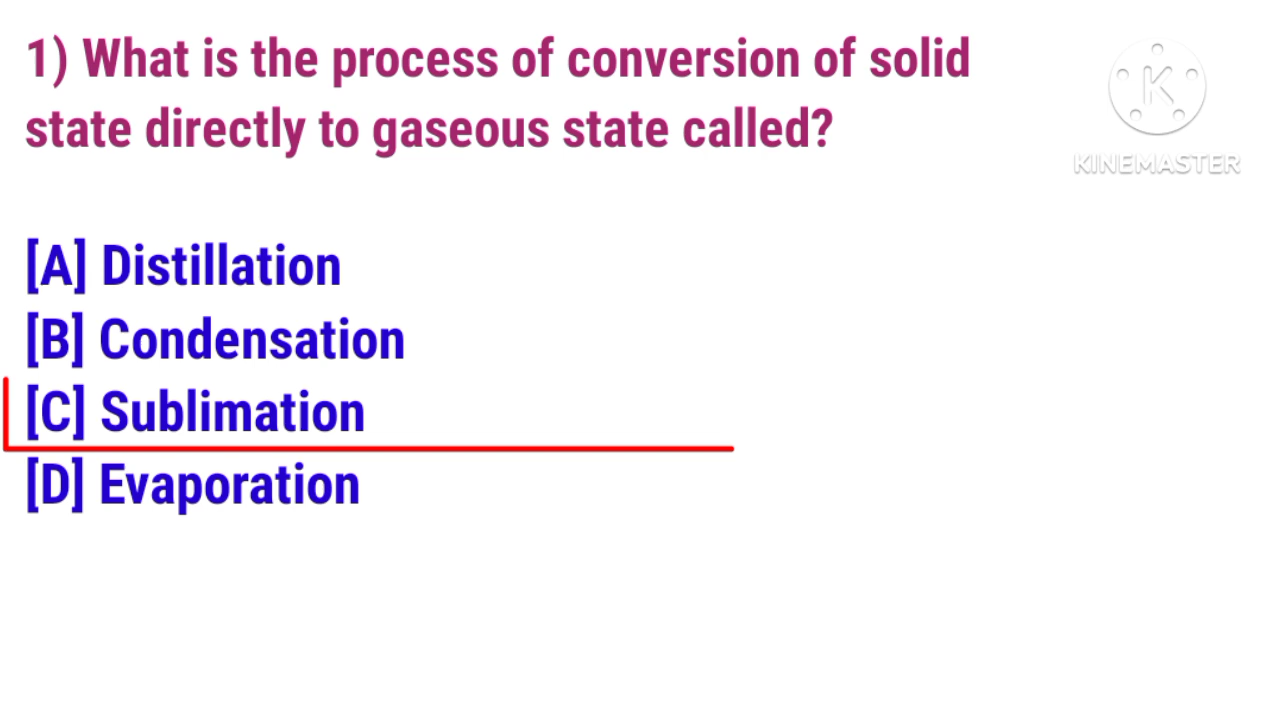 1) What is the process of conversion of solid
state directly to gaseous state called?
[A] Distillation
[B] Condensation
[C] Sublimation
[D] Evaporation
K
KINEMASTER